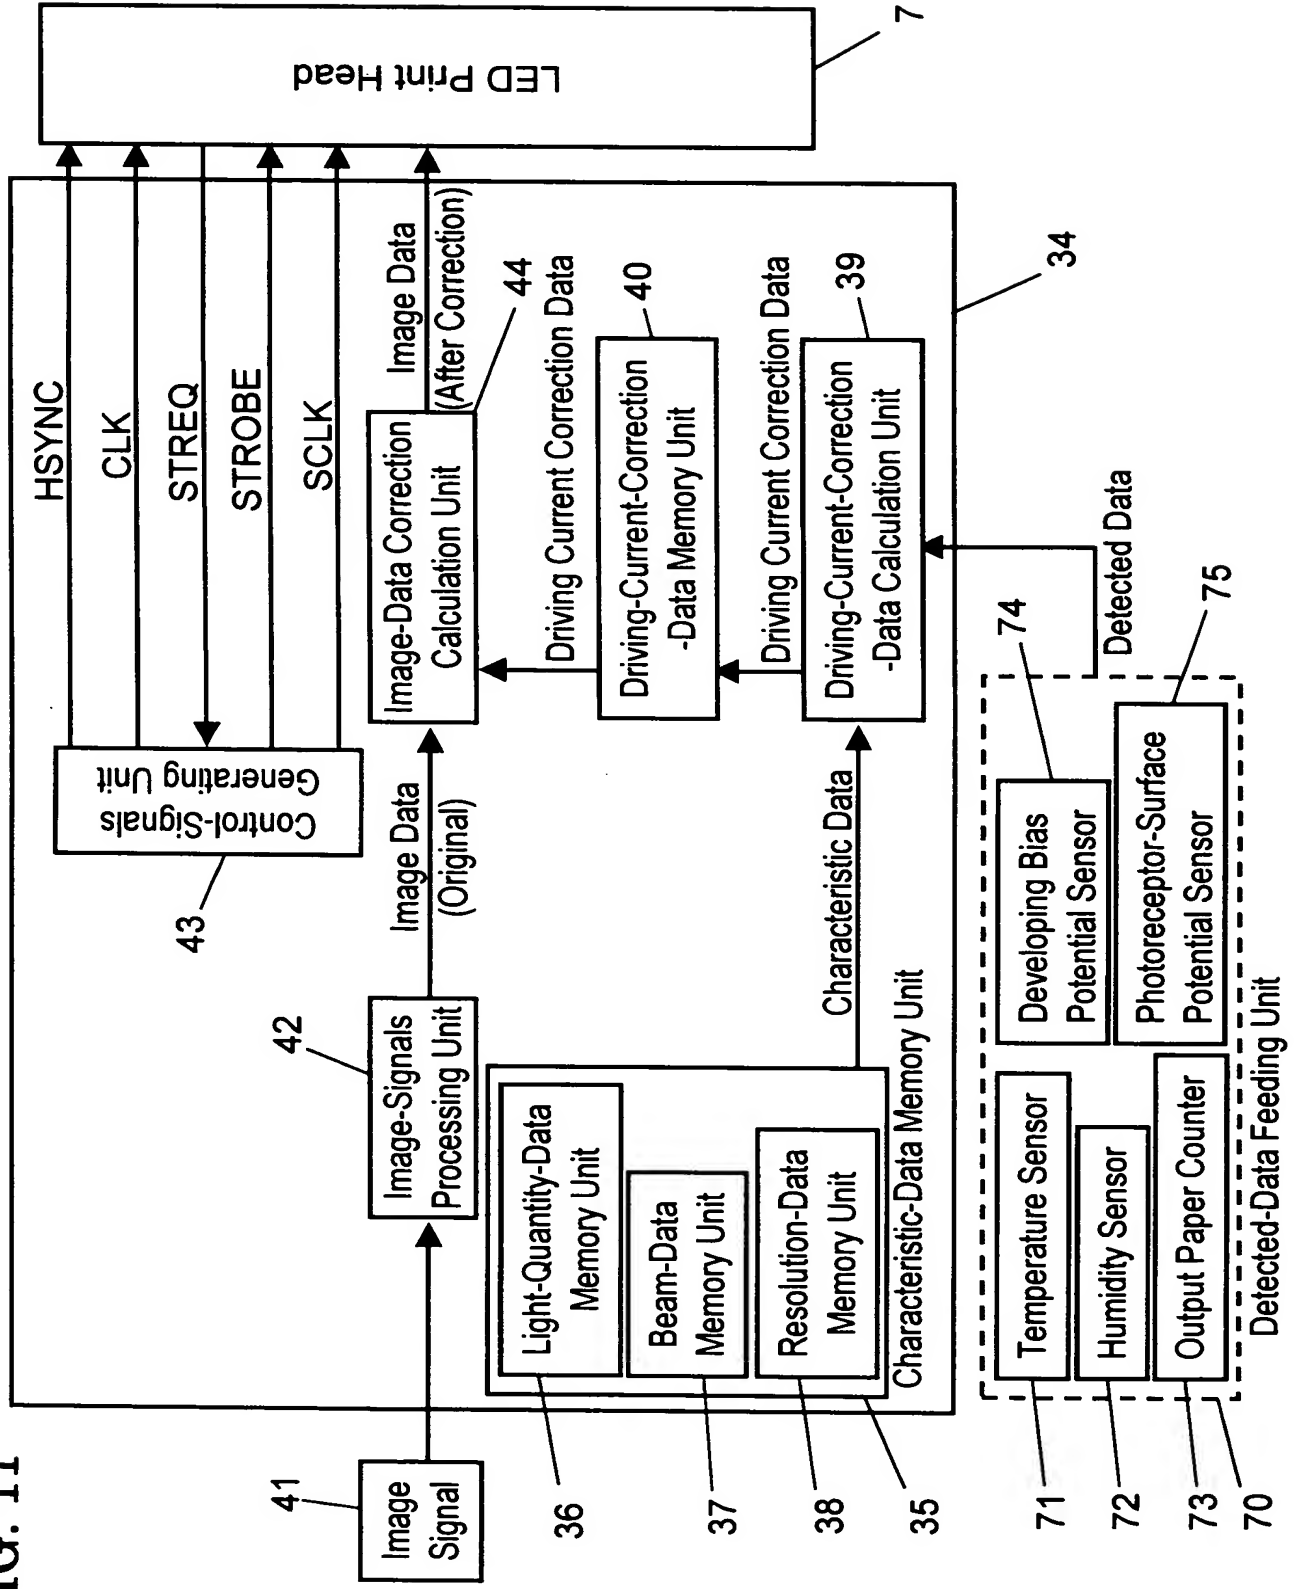 FIG. 11
LED Print Head
7
HSYNC
CLK
STREQ
STROBE
SCLK
Control-Signals
Generating Unit
43
41
Image
Signal
42
Image-Signals
Processing Unit
Image Data
(Original)
Image-Data Correction
Calculation Unit
44
Image Data
(After Correction)
Driving Current Correction Data
40
Driving-Current-Correction
-Data Memory Unit
Driving Current Correction Data
39
Driving-Current-Correction
-Data Calculation Unit
34
Light-Quantity-Data
Memory Unit
36
Beam-Data
Memory Unit
37
Resolution-Data
Memory Unit
38
35
Characteristic-Data Memory Unit
Characteristic Data
Detected Data
71
Temperature Sensor
72
Humidity Sensor
73
Output Paper Counter
74
Developing Bias
Potential Sensor
75
Photoreceptor-Surface
Potential Sensor
70
Detected-Data Feeding Unit